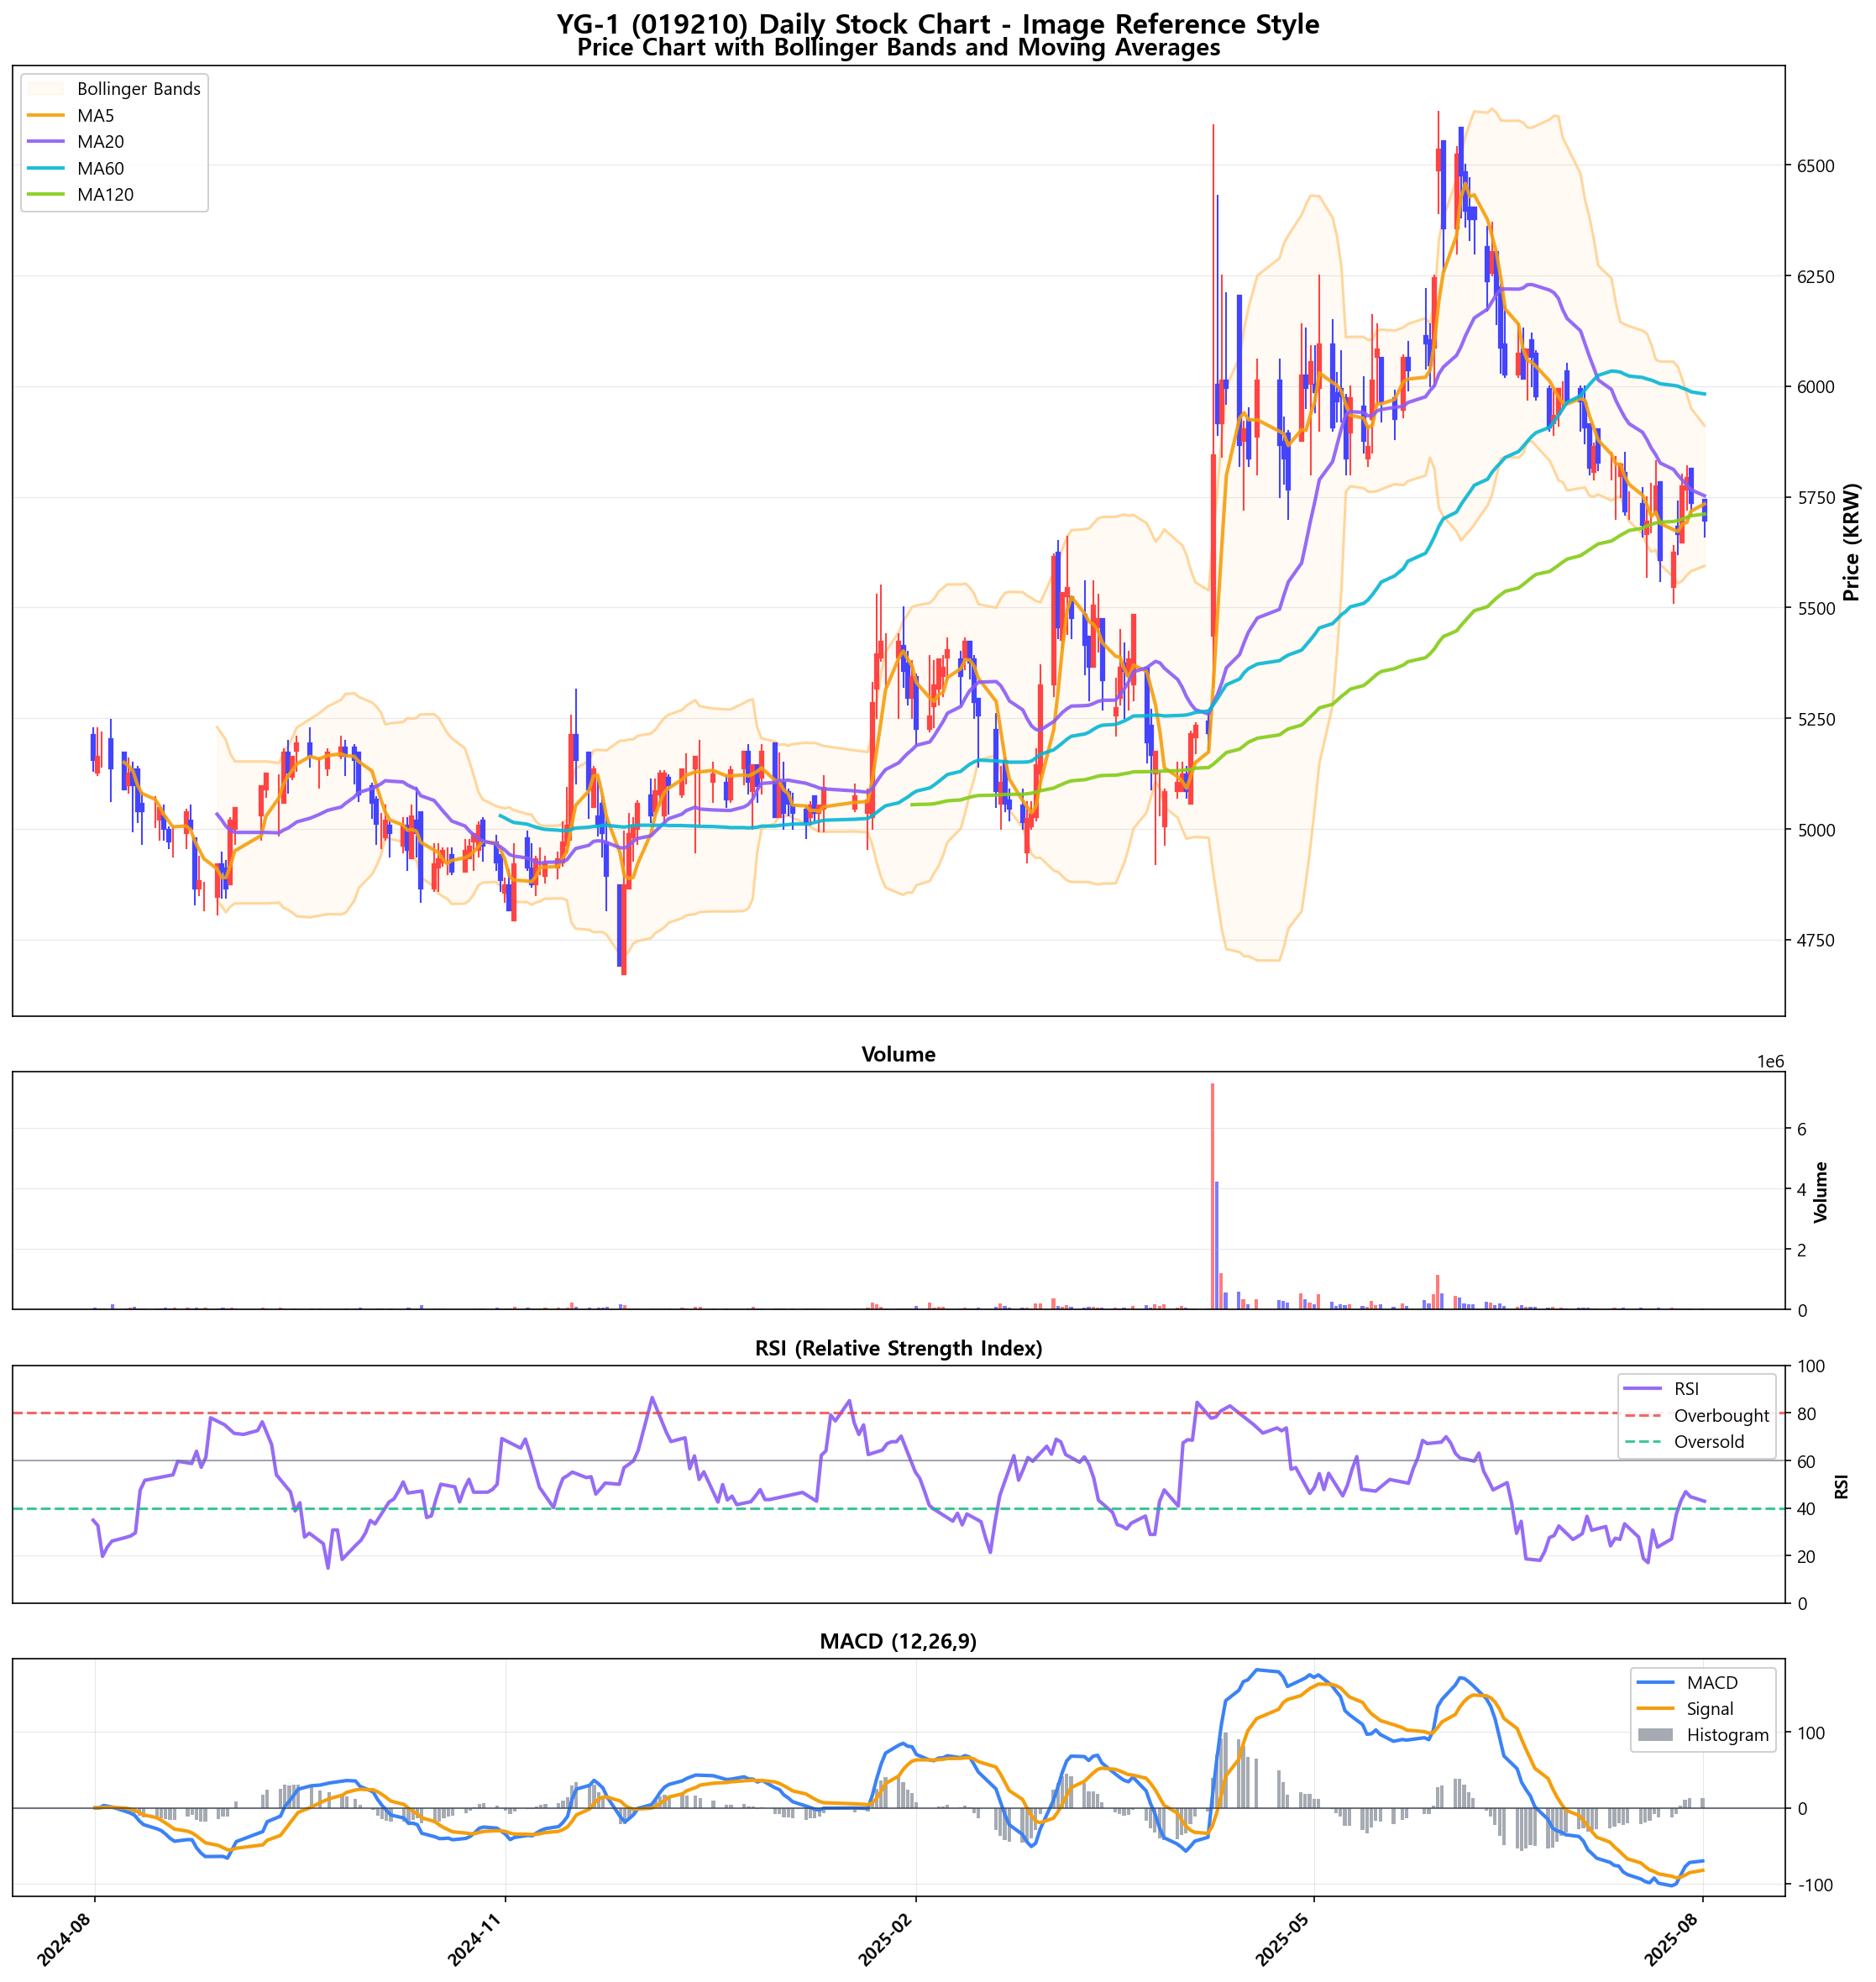 YG-1 (019210) Daily Stock Chart - Image Reference Style
Price Chart with Bollinger Bands and Moving Averages
Bollinger Bands
MA5
MA20
MA60
MA120
6500
6250
6000
5750
5500
5250
5000
4750
Price (KRW)
Volume
1e6
6
4
2
0
Volume
RSI (Relative Strength Index)
RSI
Overbought
Oversold
100
80
60
40
20
0
RSI
MACD (12,26,9)
MACD
Signal
Histogram
100
0
-100
2024-08
2024-11
2025-02
2025-05
2025-08